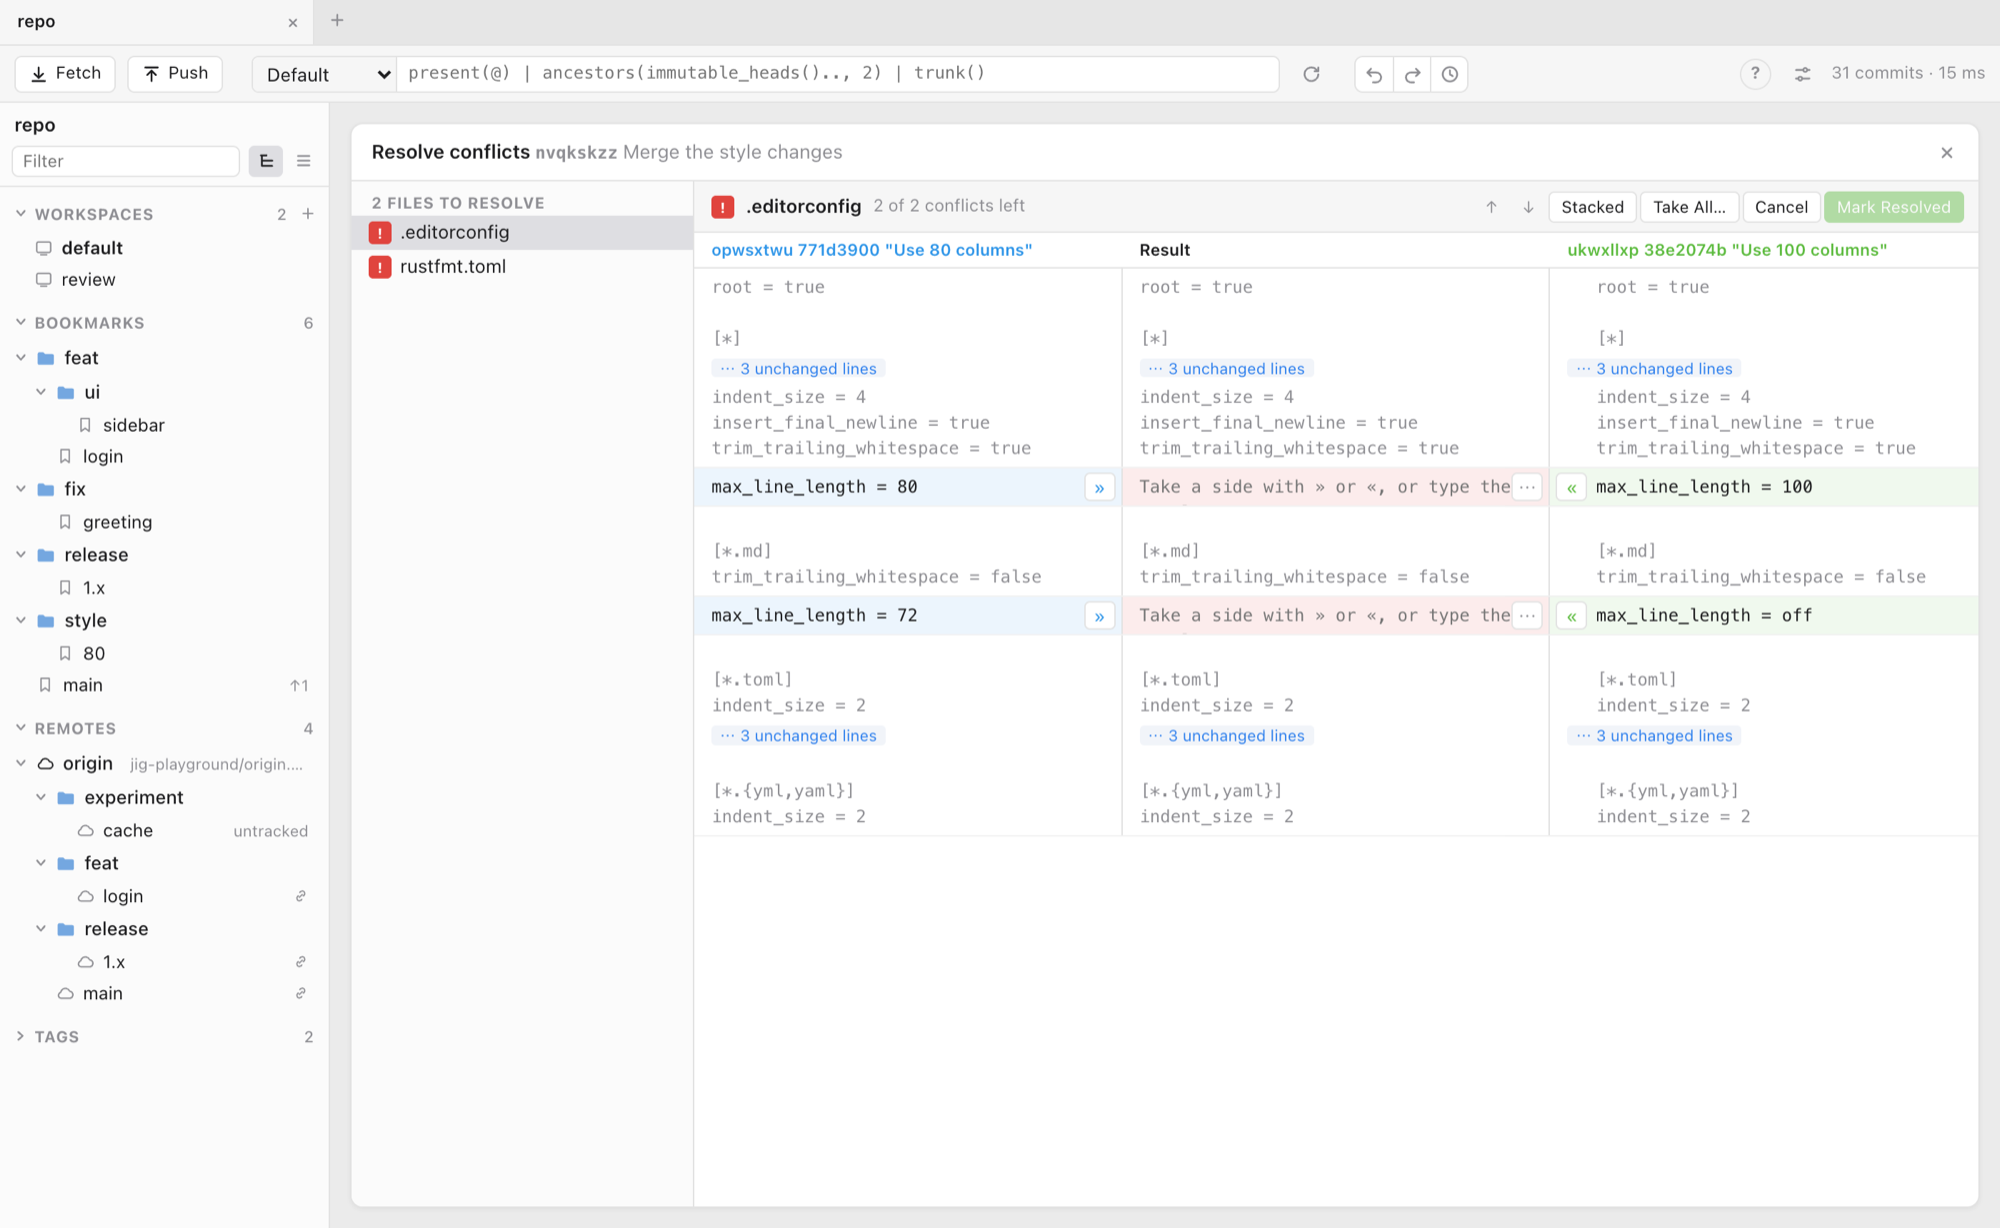 repo
Fetch
Push
Default
present(@) | ancestors(immutable_heads().., 2) | trunk()
?
31 commits · 15 ms
repo
Filter
WORKSPACES 2 +
default
review
BOOKMARKS 6
feat
ui
sidebar
login
fix
greeting
release
1.x
style
80
main ↑1
REMOTES 4
origin jig-playground/origin....
experiment
cache untracked
feat
login
release
1.x
main
TAGS 2
Resolve conflicts nvqkskzz Merge the style changes
2 FILES TO RESOLVE
! .editorconfig
! rustfmt.toml
! .editorconfig 2 of 2 conflicts left
↑ ↓ Stacked Take All... Cancel Mark Resolved
opwsxtwu 771d3900 "Use 80 columns"
root = true
[*]
··· 3 unchanged lines
indent_size = 4
insert_final_newline = true
trim_trailing_whitespace = true
max_line_length = 80 »
[*.md]
trim_trailing_whitespace = false
max_line_length = 72 »
[*.toml]
indent_size = 2
··· 3 unchanged lines
[*.{yml,yaml}]
indent_size = 2
Result
root = true
[*]
··· 3 unchanged lines
indent_size = 4
insert_final_newline = true
trim_trailing_whitespace = true
Take a side with » or «, or type the ···
[*.md]
trim_trailing_whitespace = false
Take a side with » or «, or type the ···
[*.toml]
indent_size = 2
··· 3 unchanged lines
[*.{yml,yaml}]
indent_size = 2
ukwxllxp 38e2074b "Use 100 columns"
root = true
[*]
··· 3 unchanged lines
indent_size = 4
insert_final_newline = true
trim_trailing_whitespace = true
« max_line_length = 100
[*.md]
trim_trailing_whitespace = false
« max_line_length = off
[*.toml]
indent_size = 2
··· 3 unchanged lines
[*.{yml,yaml}]
indent_size = 2